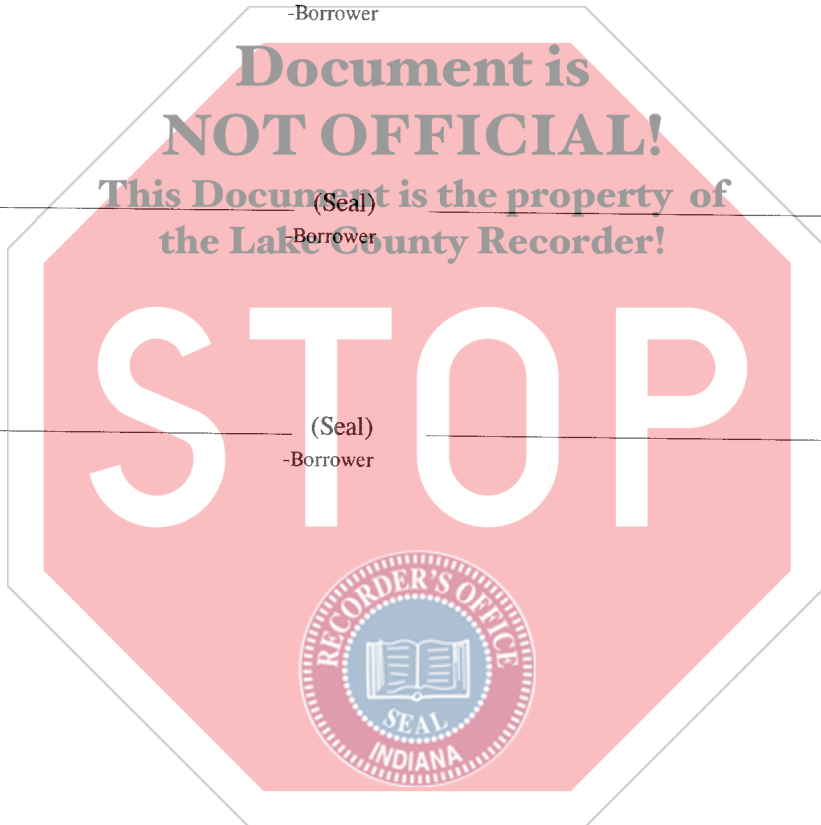 -Borrower
Document is
NOT OFFICIAL!
This Document is the property of
(Seal)
the Lake County Recorder!
-Borrower
STOP
(Seal)
-Borrower
RECORDER'S OFFICE
SEAL
INDIANA